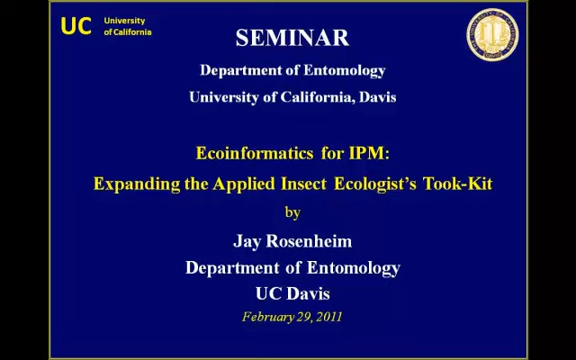 UC University
of California
SEMINAR
Department of Entomology
University of California, Davis
Ecoinformatics for IPM:
Expanding the Applied Insect Ecologist's Took-Kit
by
Jay Rosenheim
Department of Entomology
UC Davis
February 29, 2011